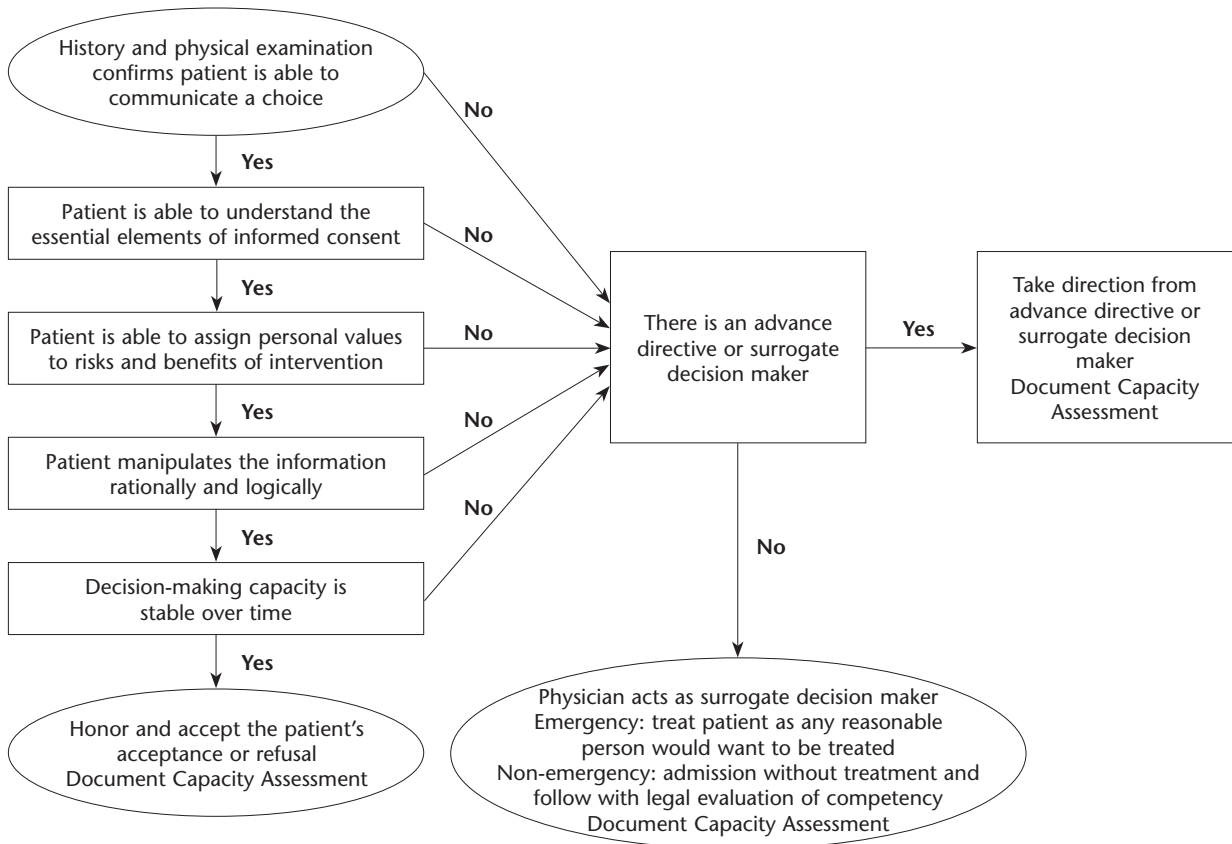 History and physical examination
confirms patient is able to
communicate a choice
No
Yes
Patient is able to understand the
essential elements of informed consent
No
Yes
Patient is able to assign personal values
to risks and benefits of intervention
No
Yes
Patient manipulates the information
rationally and logically
No
Yes
Decision-making capacity is
stable over time
No
Yes
Honor and accept the patient’s
acceptance or refusal
Document Capacity Assessment
There is an advance
directive or surrogate
decision maker
Yes
Take direction from
advance directive or
surrogate decision
maker
Document Capacity
Assessment
No
Physician acts as surrogate decision maker
Emergency: treat patient as any reasonable
person would want to be treated
Non-emergency: admission without treatment and
follow with legal evaluation of competency
Document Capacity Assessment